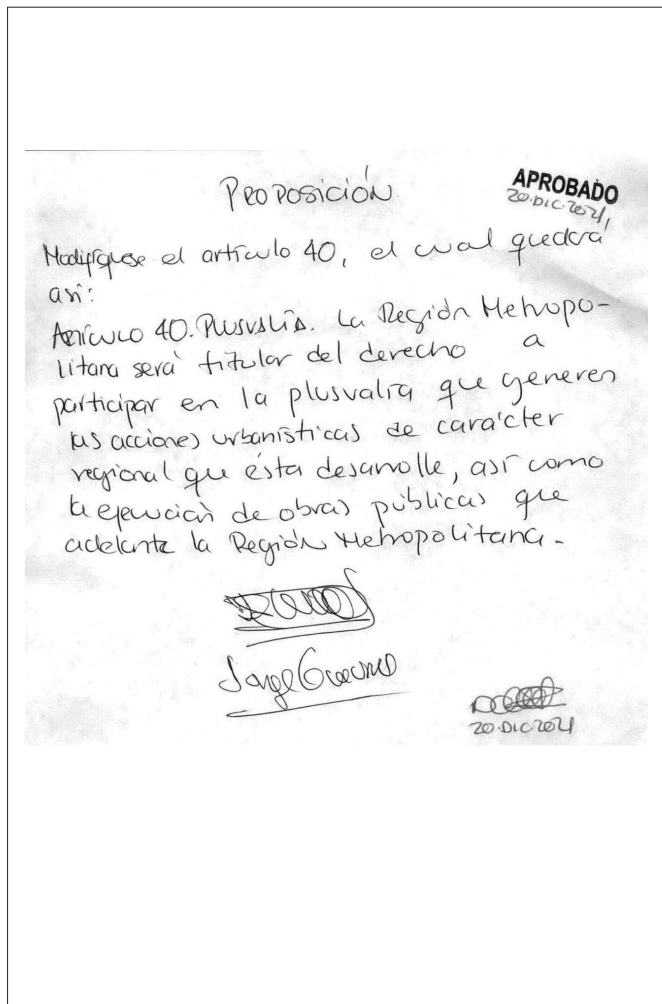 PROPOSICIÓN
APROBADO
20.DIC.2021
Modifíquese el artículo 40, el cual quedará
así:
ARTÍCULO 40. PLUSVALÍA. La Región Metropo-
litana será titular del derecho a
participar en la plusvalía que generen
las acciones urbanísticas de carácter
regional que ésta desarrolle, así como
la ejecución de obras públicas que
adelante la Región Metropolitana.
20.DIC.2021